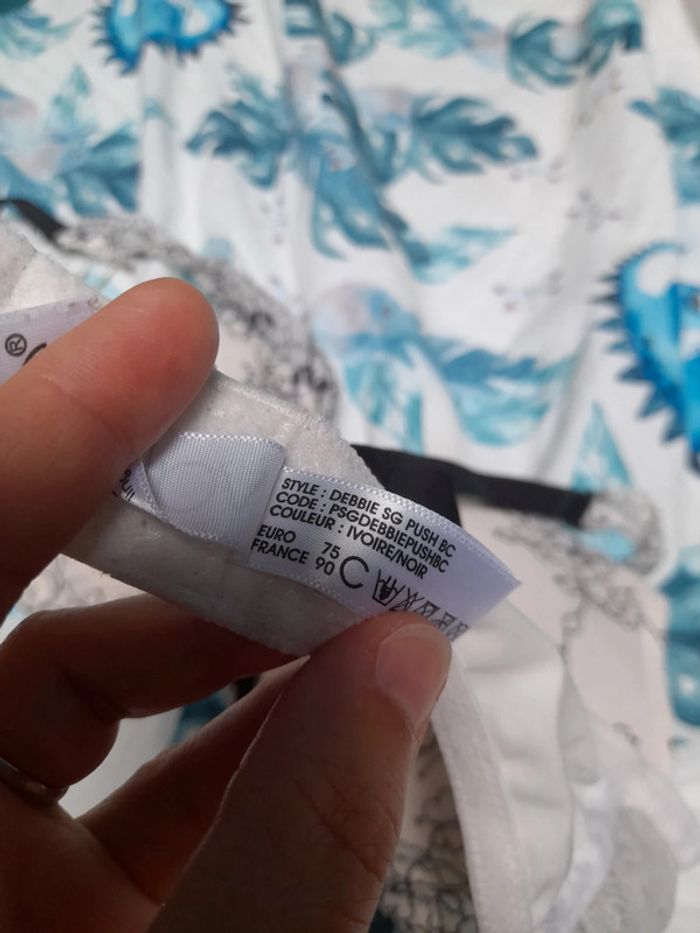 ®
STYLE : DEBBIE SG PUSH BC
CODE : PSGDEBBIEPUSHBC
COULEUR : IVOIRE/NOIR
EURO 75
FRANCE 90 C